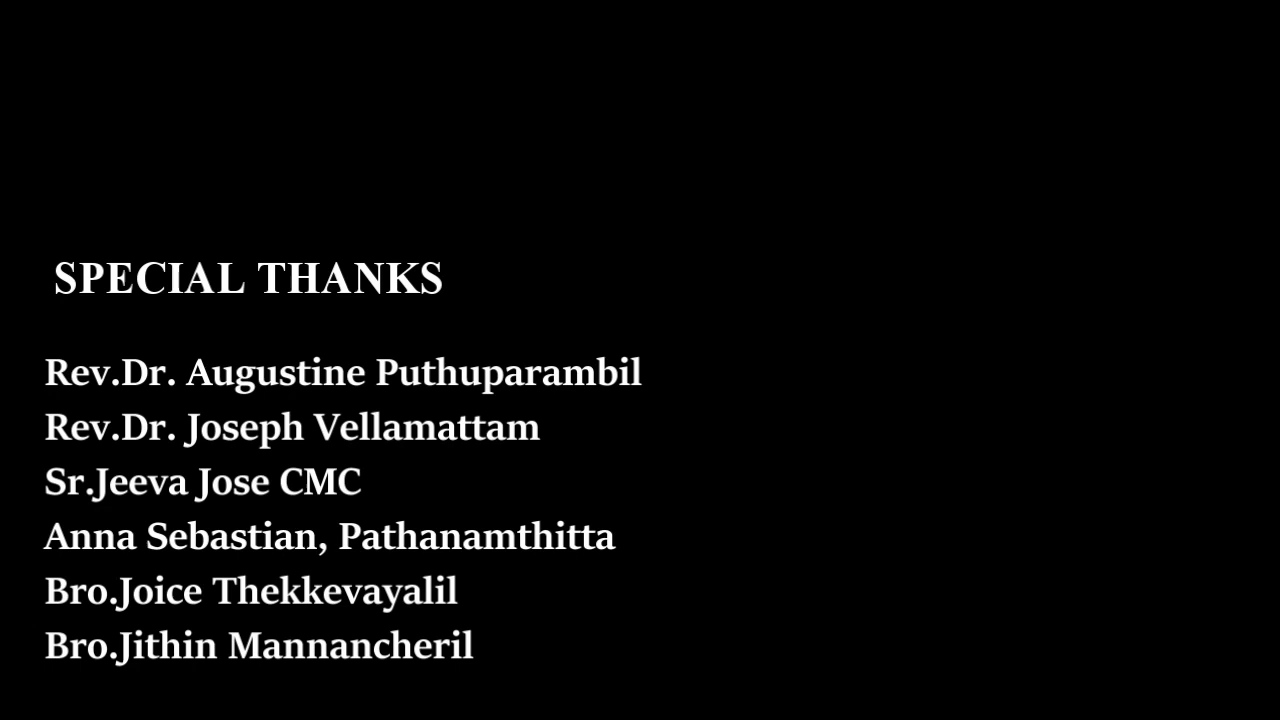 SPECIAL THANKS
Rev.Dr. Augustine Puthuparambil
Rev.Dr. Joseph Vellamattam
Sr.Jeeva Jose CMC
Anna Sebastian, Pathanamthitta
Bro.Joice Thekkevayalil
Bro.Jithin Mannancheril